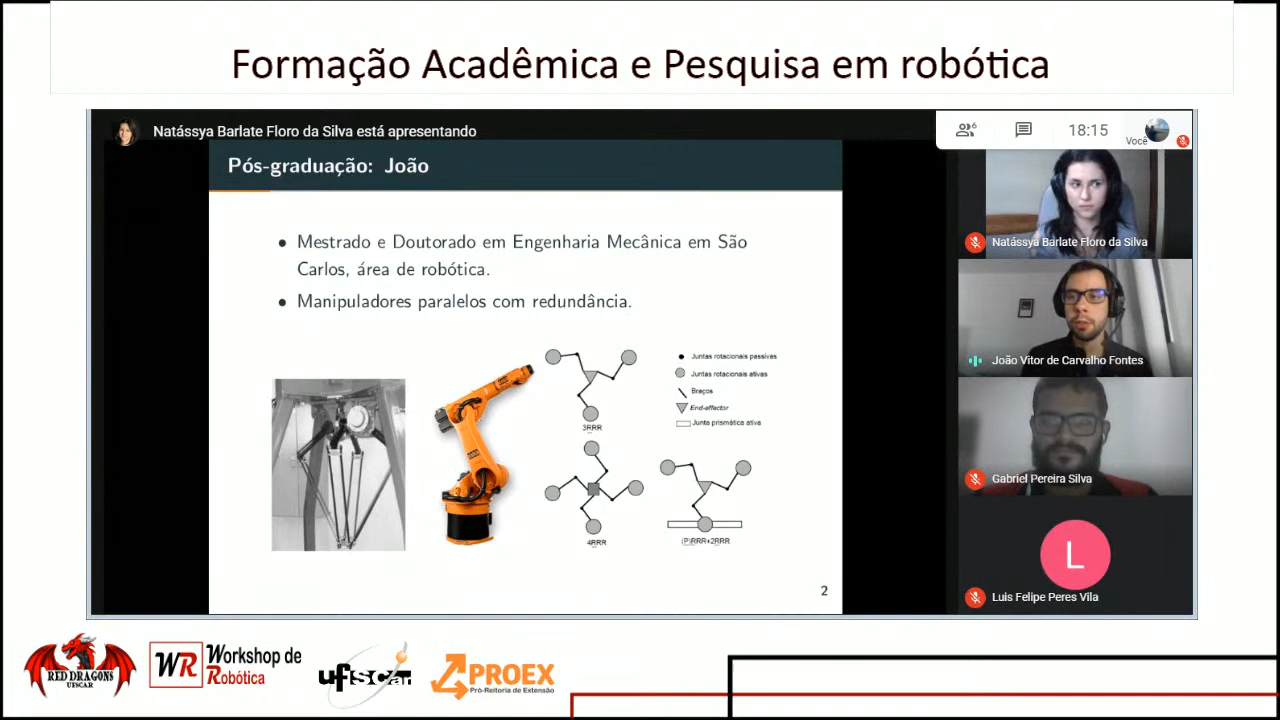 Formação Acadêmica e Pesquisa em robótica
Natássya Barlate Floro da Silva está apresentando
6
18:15
Você
Pós-graduação: João
• Mestrado e Doutorado em Engenharia Mecânica em São
Carlos, área de robótica.
• Manipuladores paralelos com redundância.
Juntas rotacionais passivas
Juntas rotacionais ativas
Braços
End-effector
Junta prismática ativa
3RRR
4RRR
(P)RRR+2RRR
2
Natássya Barlate Floro da Silva
João Vitor de Carvalho Fontes
Gabriel Pereira Silva
L
Luis Felipe Peres Vila
RED DRAGONS
UFSCAR
WR Workshop de
Robótica
ufscar
PROEX
Pró-Reitoria de Extensão